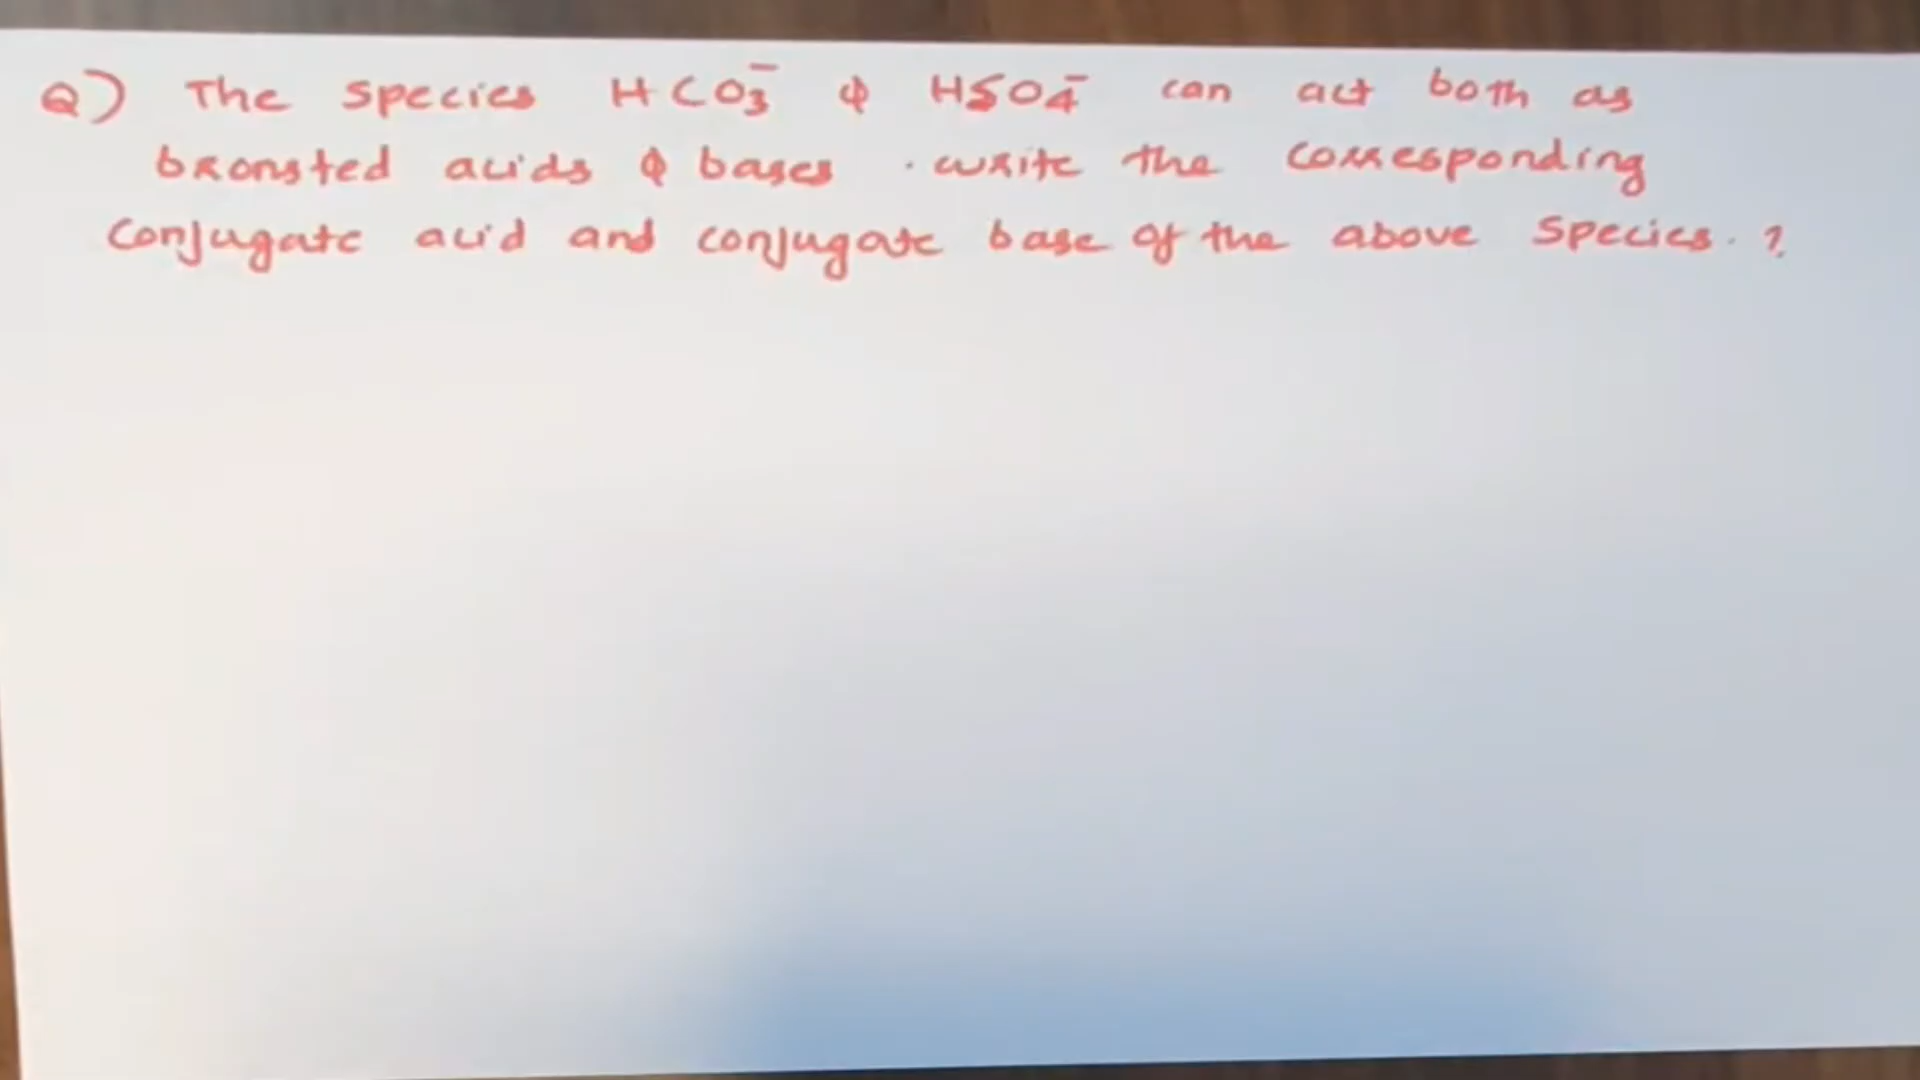 Q) The species HCO₃⁻ & HSO₄⁻ can act both as
bronsted acids & bases. write the corresponding
conjugate acid and conjugate base of the above species. ?